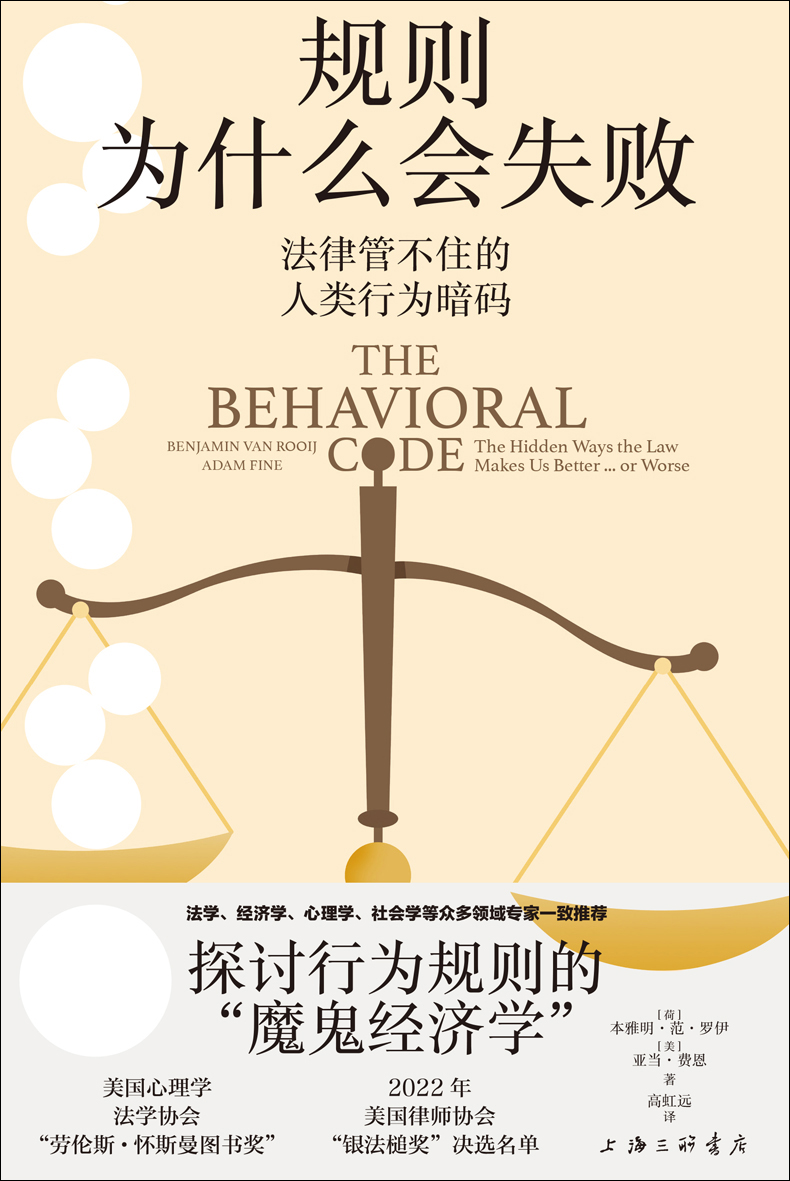 规则
为什么会失败
法律管不住的
人类行为暗码
THE
BEHAVIORAL
CODE
BENJAMIN VAN ROOIJ
ADAM FINE
The Hidden Ways the Law
Makes Us Better ... or Worse
法学、经济学、心理学、社会学等众多领域专家一致推荐
探讨行为规则的
“魔鬼经济学”
美国心理学
法学协会
“劳伦斯·怀斯曼图书奖”
2022 年
美国律师协会
“银法槌奖”决选名单
[荷]
本雅明·范·罗伊
[美]
亚当·费恩
著
高虹远
译
上海三联书店